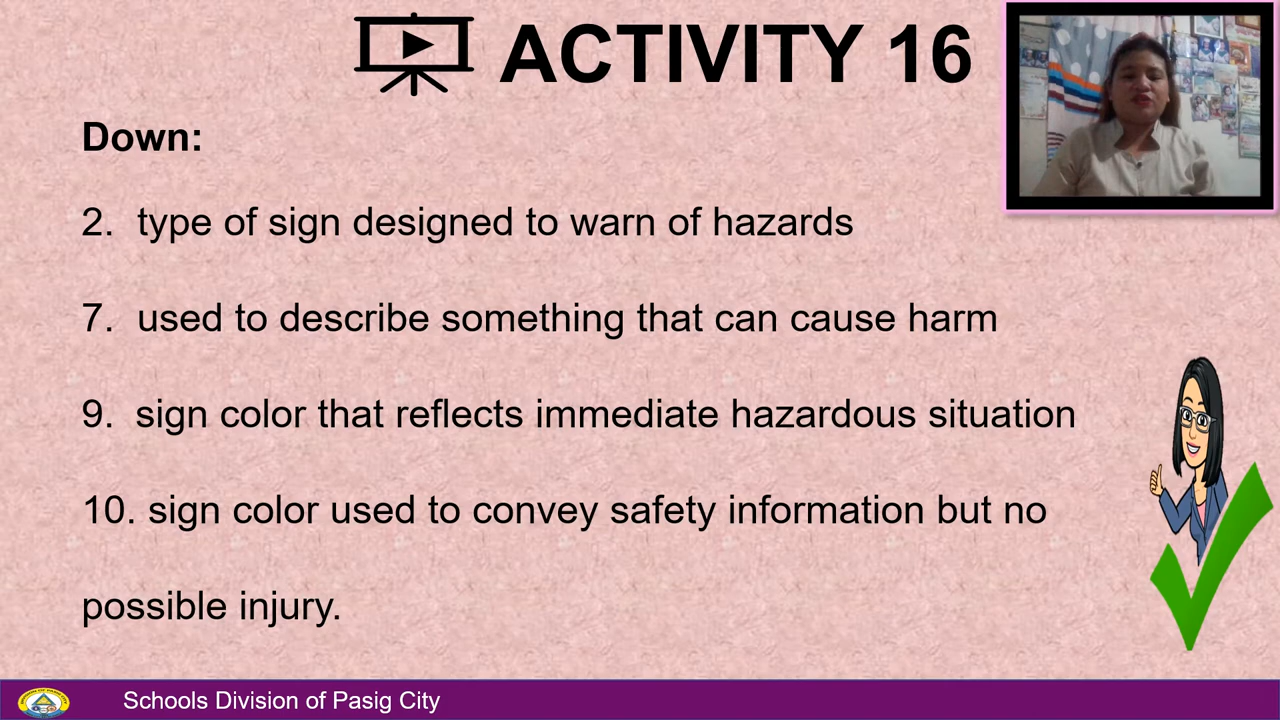 ACTIVITY 16
Down:
2. type of sign designed to warn of hazards
7. used to describe something that can cause harm
9. sign color that reflects immediate hazardous situation
10. sign color used to convey safety information but no
possible injury.
Schools Division of Pasig City